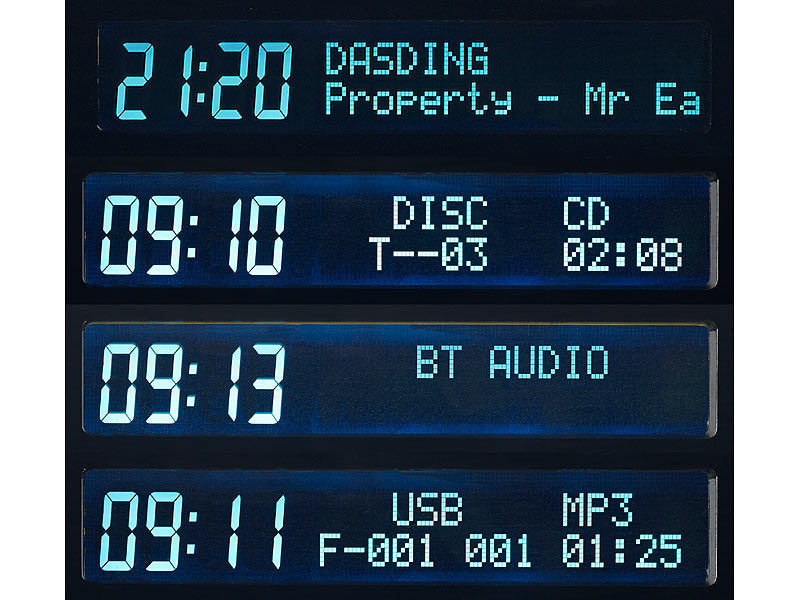 21:20 DASDING
Property - Mr Ea
09:10 DISC CD
T--03 02:08
09:13 BT AUDIO
09:11 USB MP3
F-001 001 01:25